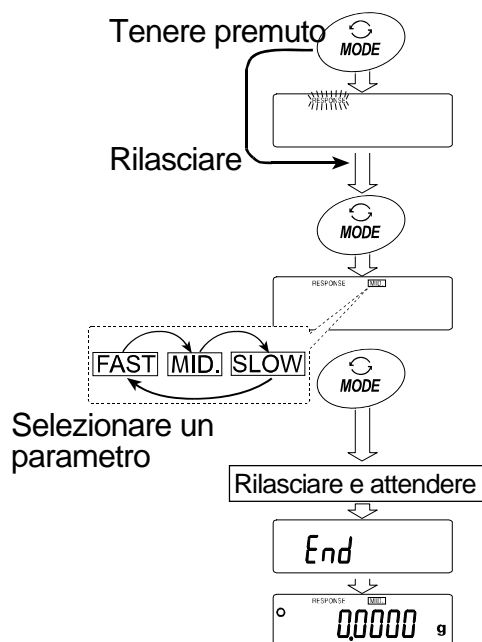 Tenere premuto
MODE
RESPONSE
Rilasciare
MODE
RESPONSE MID.
FAST MID. SLOW
MODE
Selezionare un
parametro
Rilasciare e attendere
End
RESPONSE MID.
0.0000 g